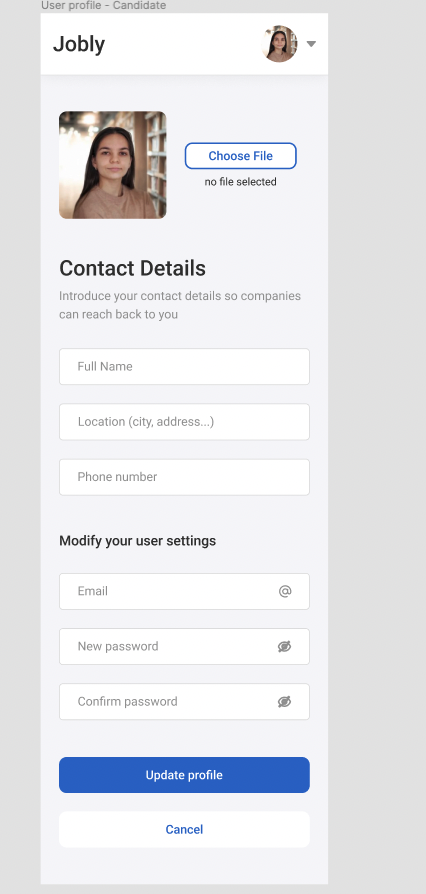 User profile - Candidate
Jobly
Choose File
no file selected
Contact Details
Introduce your contact details so companies
can reach back to you
Full Name
Location (city, address...)
Phone number
Modify your user settings
Email
@
New password
Confirm password
Update profile
Cancel